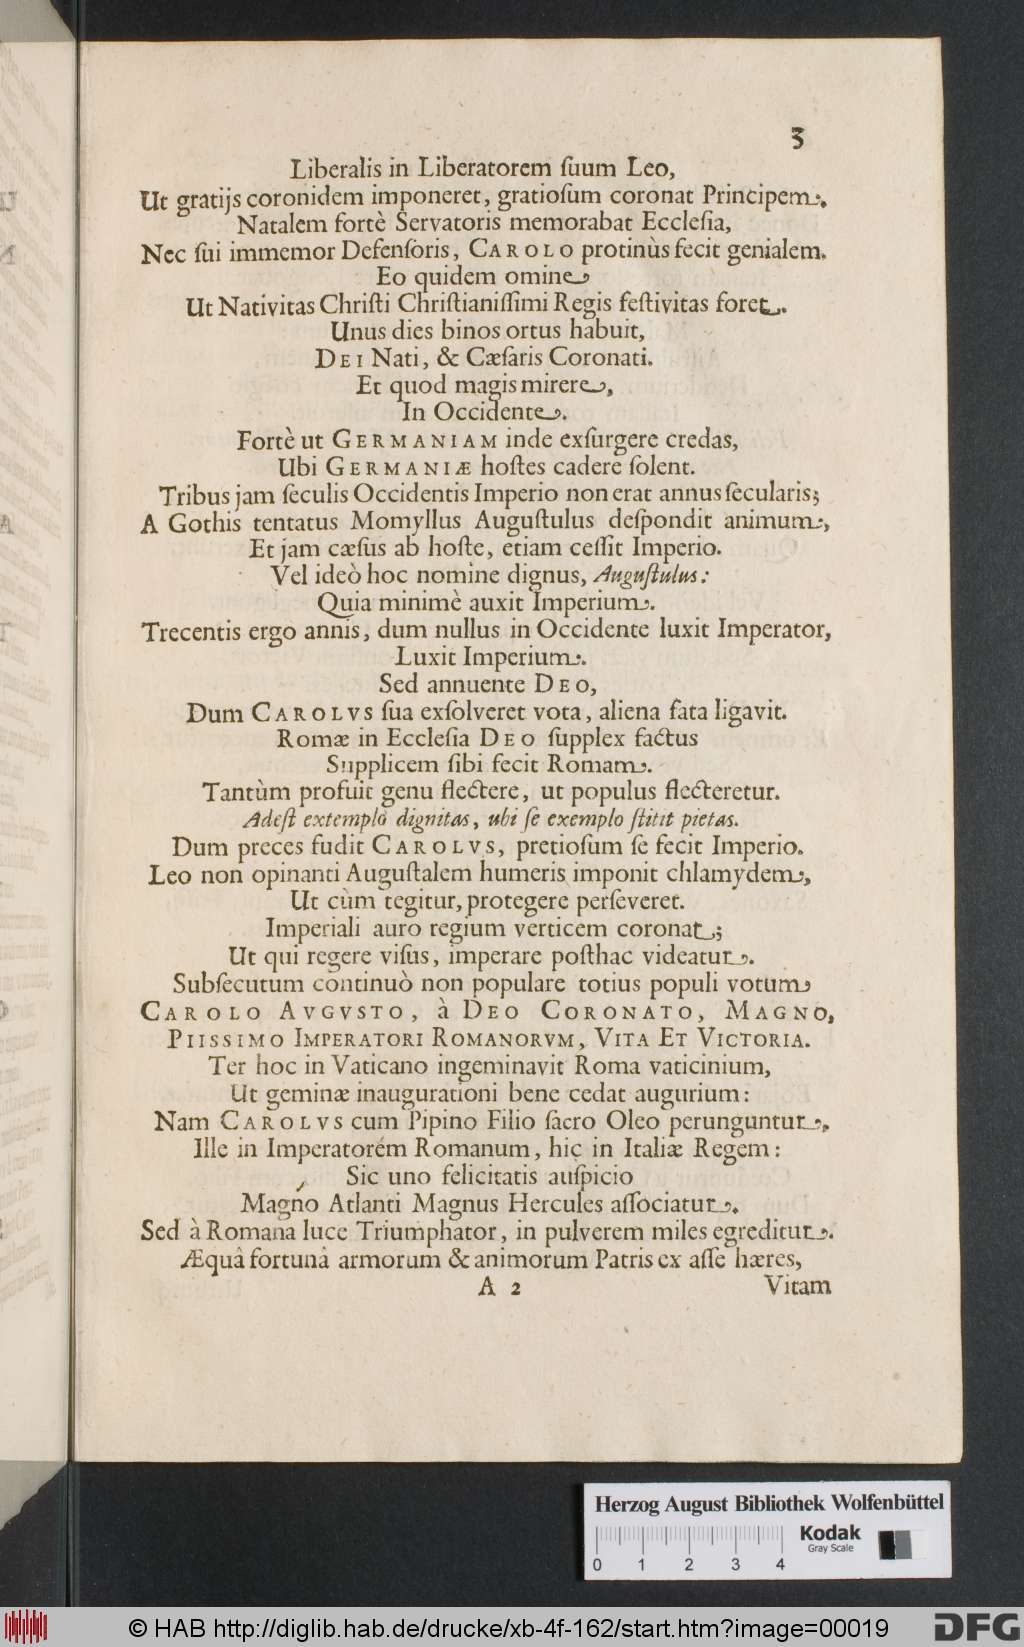 3
Liberalis in Liberatorem ſuum Leo,
Ut gratijs coronidem imponeret, gratioſum coronat Principem.
Natalem fortè Servatoris memorabat Eccleſia,
Nec ſui immemor Defenſoris, CAROLO protinùs fecit genialem.
Eo quidem omine
Ut Nativitas Chriſti Chriſtianiſſimi Regis feſtivitas foret.
Unus dies binos ortus habuit,
DEI Nati, & Cæſaris Coronati.
Et quod magis mirere,
In Occidente.
Fortè ut GERMANIAM inde exſurgere credas,
Ubi GERMANIÆ hoſtes cadere ſolent.
Tribus jam ſeculis Occidentis Imperio non erat annus ſecularis;
A Gothis tentatus Momyllus Auguſtulus deſpondit animum,
Et jam cæſus ab hoſte, etiam ceſſit Imperio.
Vel ideò hoc nomine dignus, Auguſtulus:
Quia minimè auxit Imperium.
Trecentis ergo annis, dum nullus in Occidente luxit Imperator,
Luxit Imperium.
Sed annuente DEO,
Dum CAROLVS ſua exſolveret vota, aliena fata ligavit.
Romæ in Eccleſia DEO ſupplex factus
Supplicem ſibi fecit Romam.
Tantùm profuit genu flectere, ut populus flecteretur.
Adeſt extemplò dignitas, ubi ſe exemplo ſtitit pietas.
Dum preces fudit CAROLVS, pretioſum ſe fecit Imperio.
Leo non opinanti Auguſtalem humeris imponit chlamydem,
Ut cùm tegitur, protegere perſeveret.
Imperiali auro regium verticem coronat;
Ut qui regere viſus, imperare poſthac videatur.
Subſecutum continuò non populare totius populi votum
CAROLO AVGVSTO, à DEO CORONATO, MAGNO,
PIISSIMO IMPERATORI ROMANORVM, VITA ET VICTORIA.
Ter hoc in Vaticano ingeminavit Roma vaticinium,
Ut geminæ inaugurationi bene cedat augurium:
Nam CAROLVS cum Pipino Filio ſacro Oleo perunguntur,
Ille in Imperatorem Romanum, hic in Italiæ Regem:
Sic uno felicitatis auſpicio
Magno Atlanti Magnus Hercules aſſociatur.
Sed à Romana luce Triumphator, in pulverem miles egreditur.
Æquâ fortunâ armorum & animorum Patris ex aſſe hæres,
A 2 Vitam
Herzog August Bibliothek Wolfenbüttel
0 1 2 3 4
Kodak
Gray Scale
© HAB http://diglib.hab.de/drucke/xb-4f-162/start.htm?image=00019
DFG